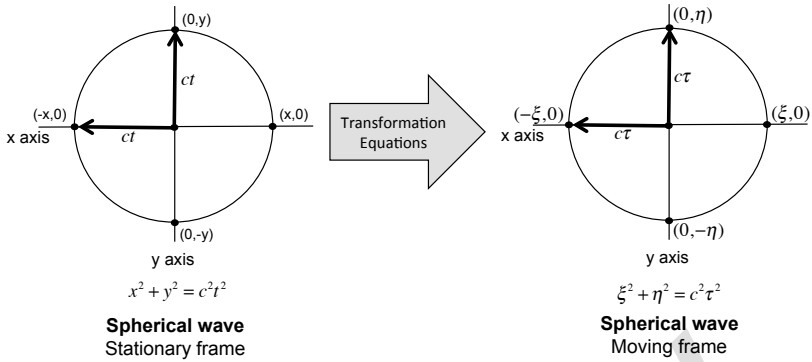 (0,y)
ct
(-x,0)
(x,0)
x axis
ct
(0,-y)
y axis
x² + y² = c²t²
Spherical wave
Stationary frame
Transformation
Equations
(0,η)
cτ
(−ξ,0)
(ξ,0)
x axis
cτ
(0,−η)
y axis
ξ² + η² = c²τ²
Spherical wave
Moving frame